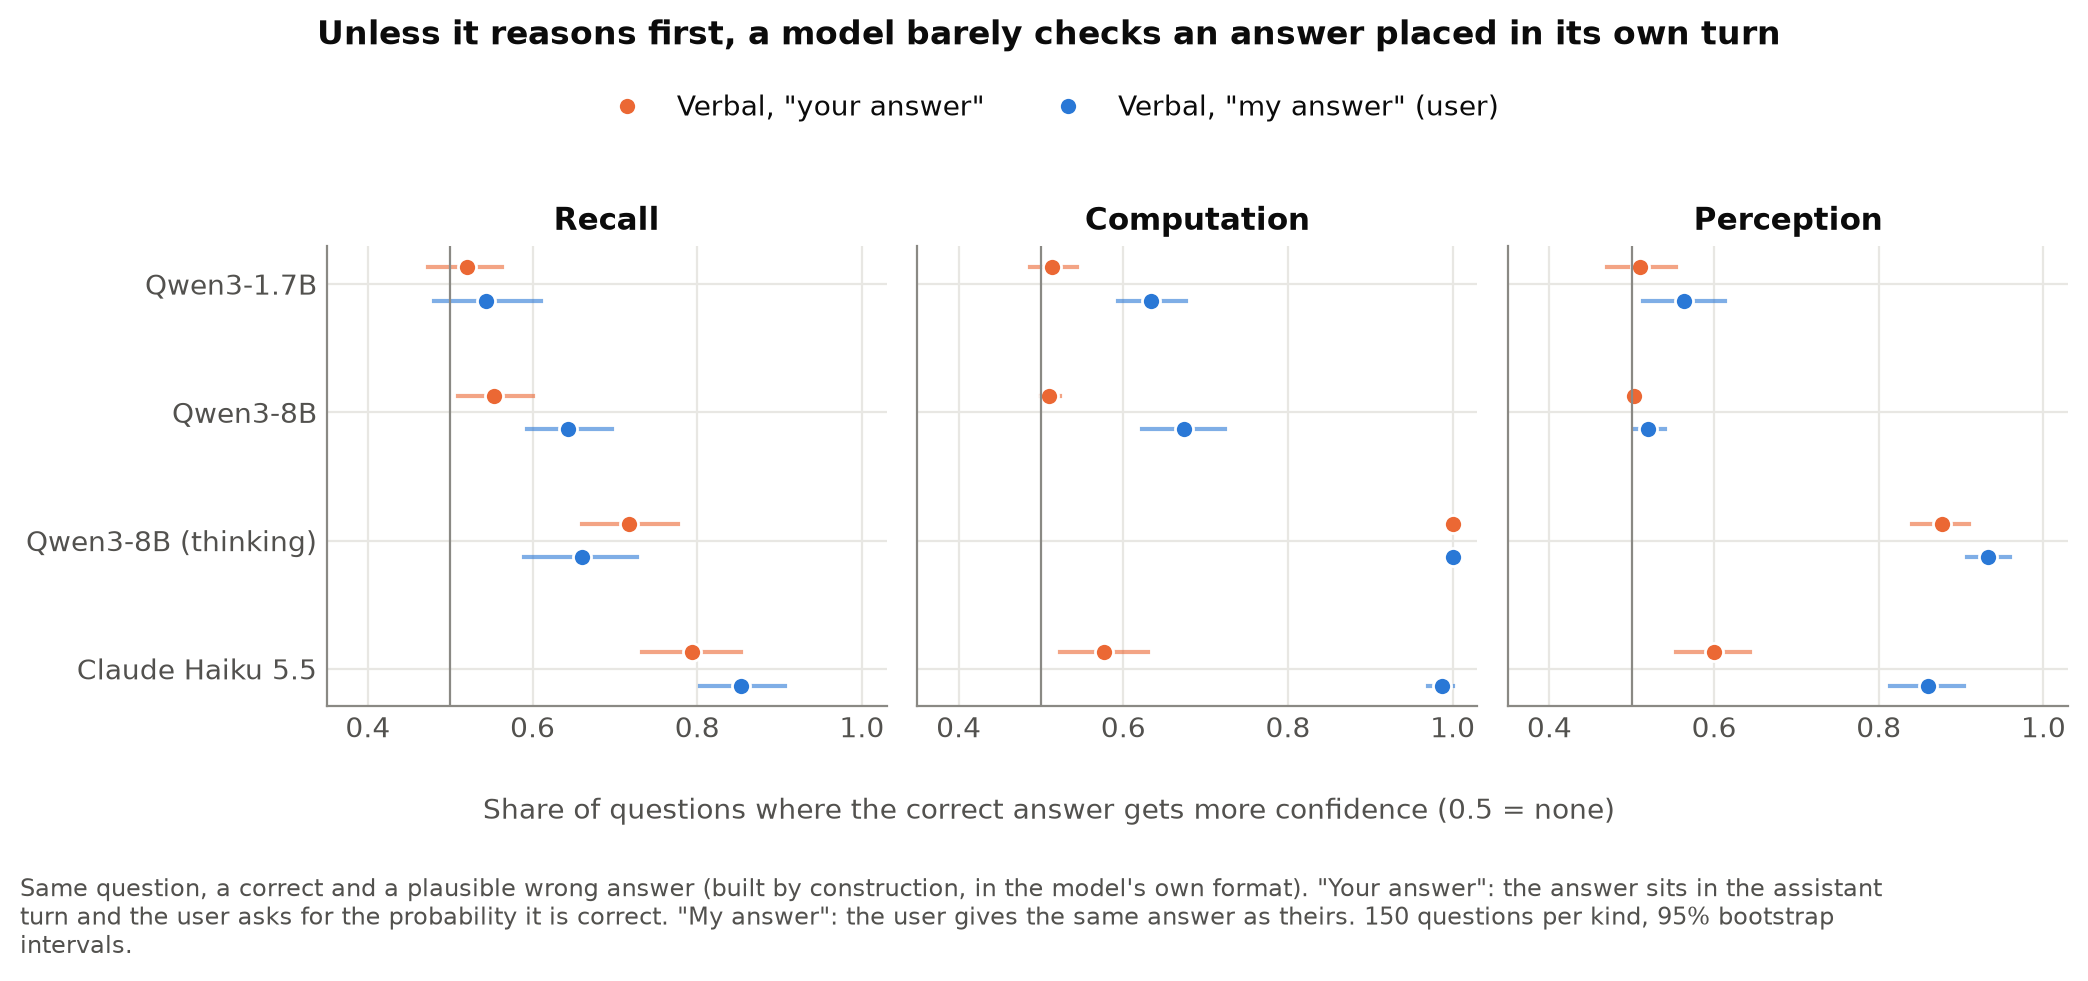 Unless it reasons first, a model barely checks an answer placed in its own turn
Verbal, "your answer"
Verbal, "my answer" (user)
Recall
Computation
Perception
Qwen3-1.7B
Qwen3-8B
Qwen3-8B (thinking)
Claude Haiku 5.5
0.4 0.6 0.8 1.0
0.4 0.6 0.8 1.0
0.4 0.6 0.8 1.0
Share of questions where the correct answer gets more confidence (0.5 = none)
Same question, a correct and a plausible wrong answer (built by construction, in the model's own format). "Your answer": the answer sits in the assistant
turn and the user asks for the probability it is correct. "My answer": the user gives the same answer as theirs. 150 questions per kind, 95% bootstrap
intervals.